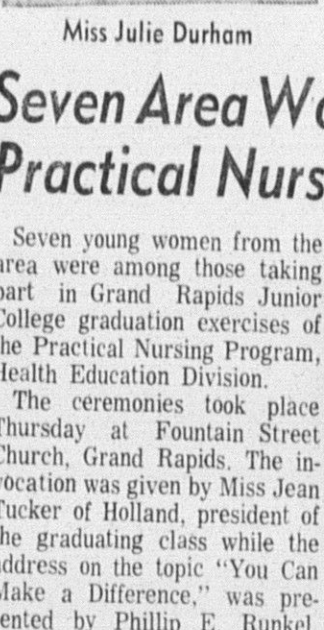 Miss Julie Durham
Seven Area Wo
Practical Nurs
Seven young women from the
area were among those taking
part in Grand Rapids Junior
College graduation exercises of
the Practical Nursing Program,
Health Education Division.
The ceremonies took place
Thursday at Fountain Street
Church, Grand Rapids. The in-
vocation was given by Miss Jean
Tucker of Holland, president of
the graduating class while the
address on the topic "You Can
Make a Difference," was pre-
sented by Phillip E. Runkel,